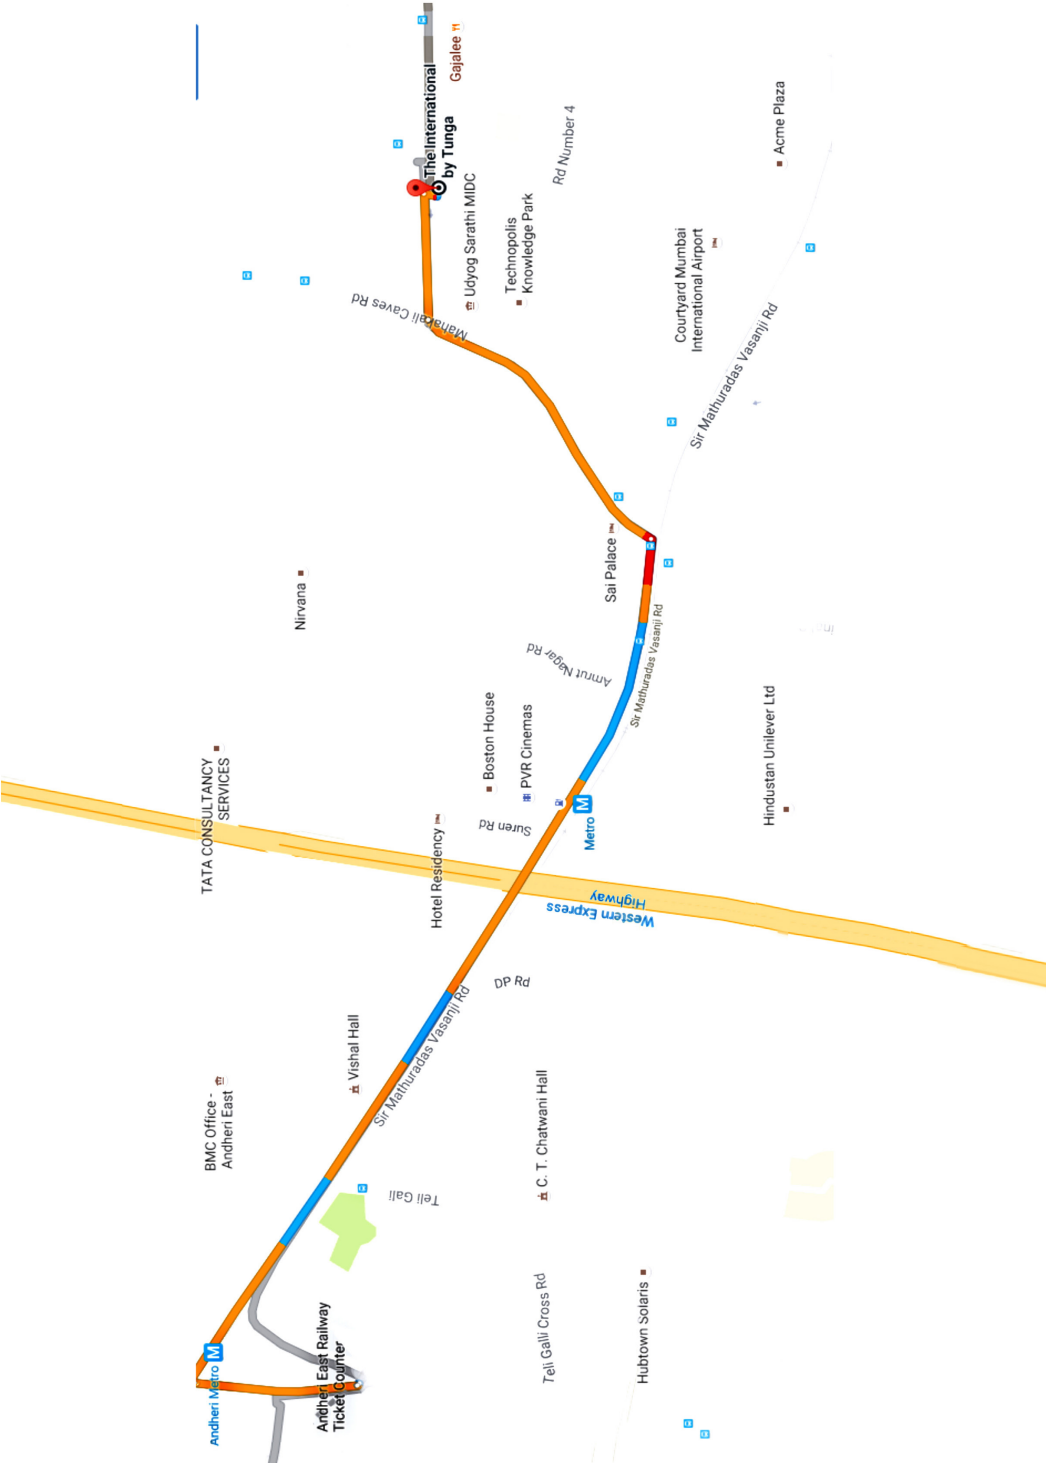 Gajalee
The International
by Tunga
Udyog Sarathi MIDC
Technopolis
Knowledge Park
Rd Number 4
Acme Plaza
Courtyard Mumbai
International Airport
Mahakali Caves Rd
Sir Mathuradas Vasanji Rd
Sai Palace
Nirvana
Amrut Nagar Rd
Sir Mathuradas Vasanji Rd
Boston House
PVR Cinemas
Hindustan Unilever Ltd
TATA CONSULTANCY
SERVICES
Suren Rd
M
Metro
Hotel Residency
Western Express
Highway
DP Rd
Sir Mathuradas Vasanji Rd
Vishal Hall
BMC Office -
Andheri East
C. T. Chatwani Hall
Teli Gali
Teli Galli Cross Rd
Hubtown Solaris
M
Andheri Metro
Andheri East Railway
Ticket Counter